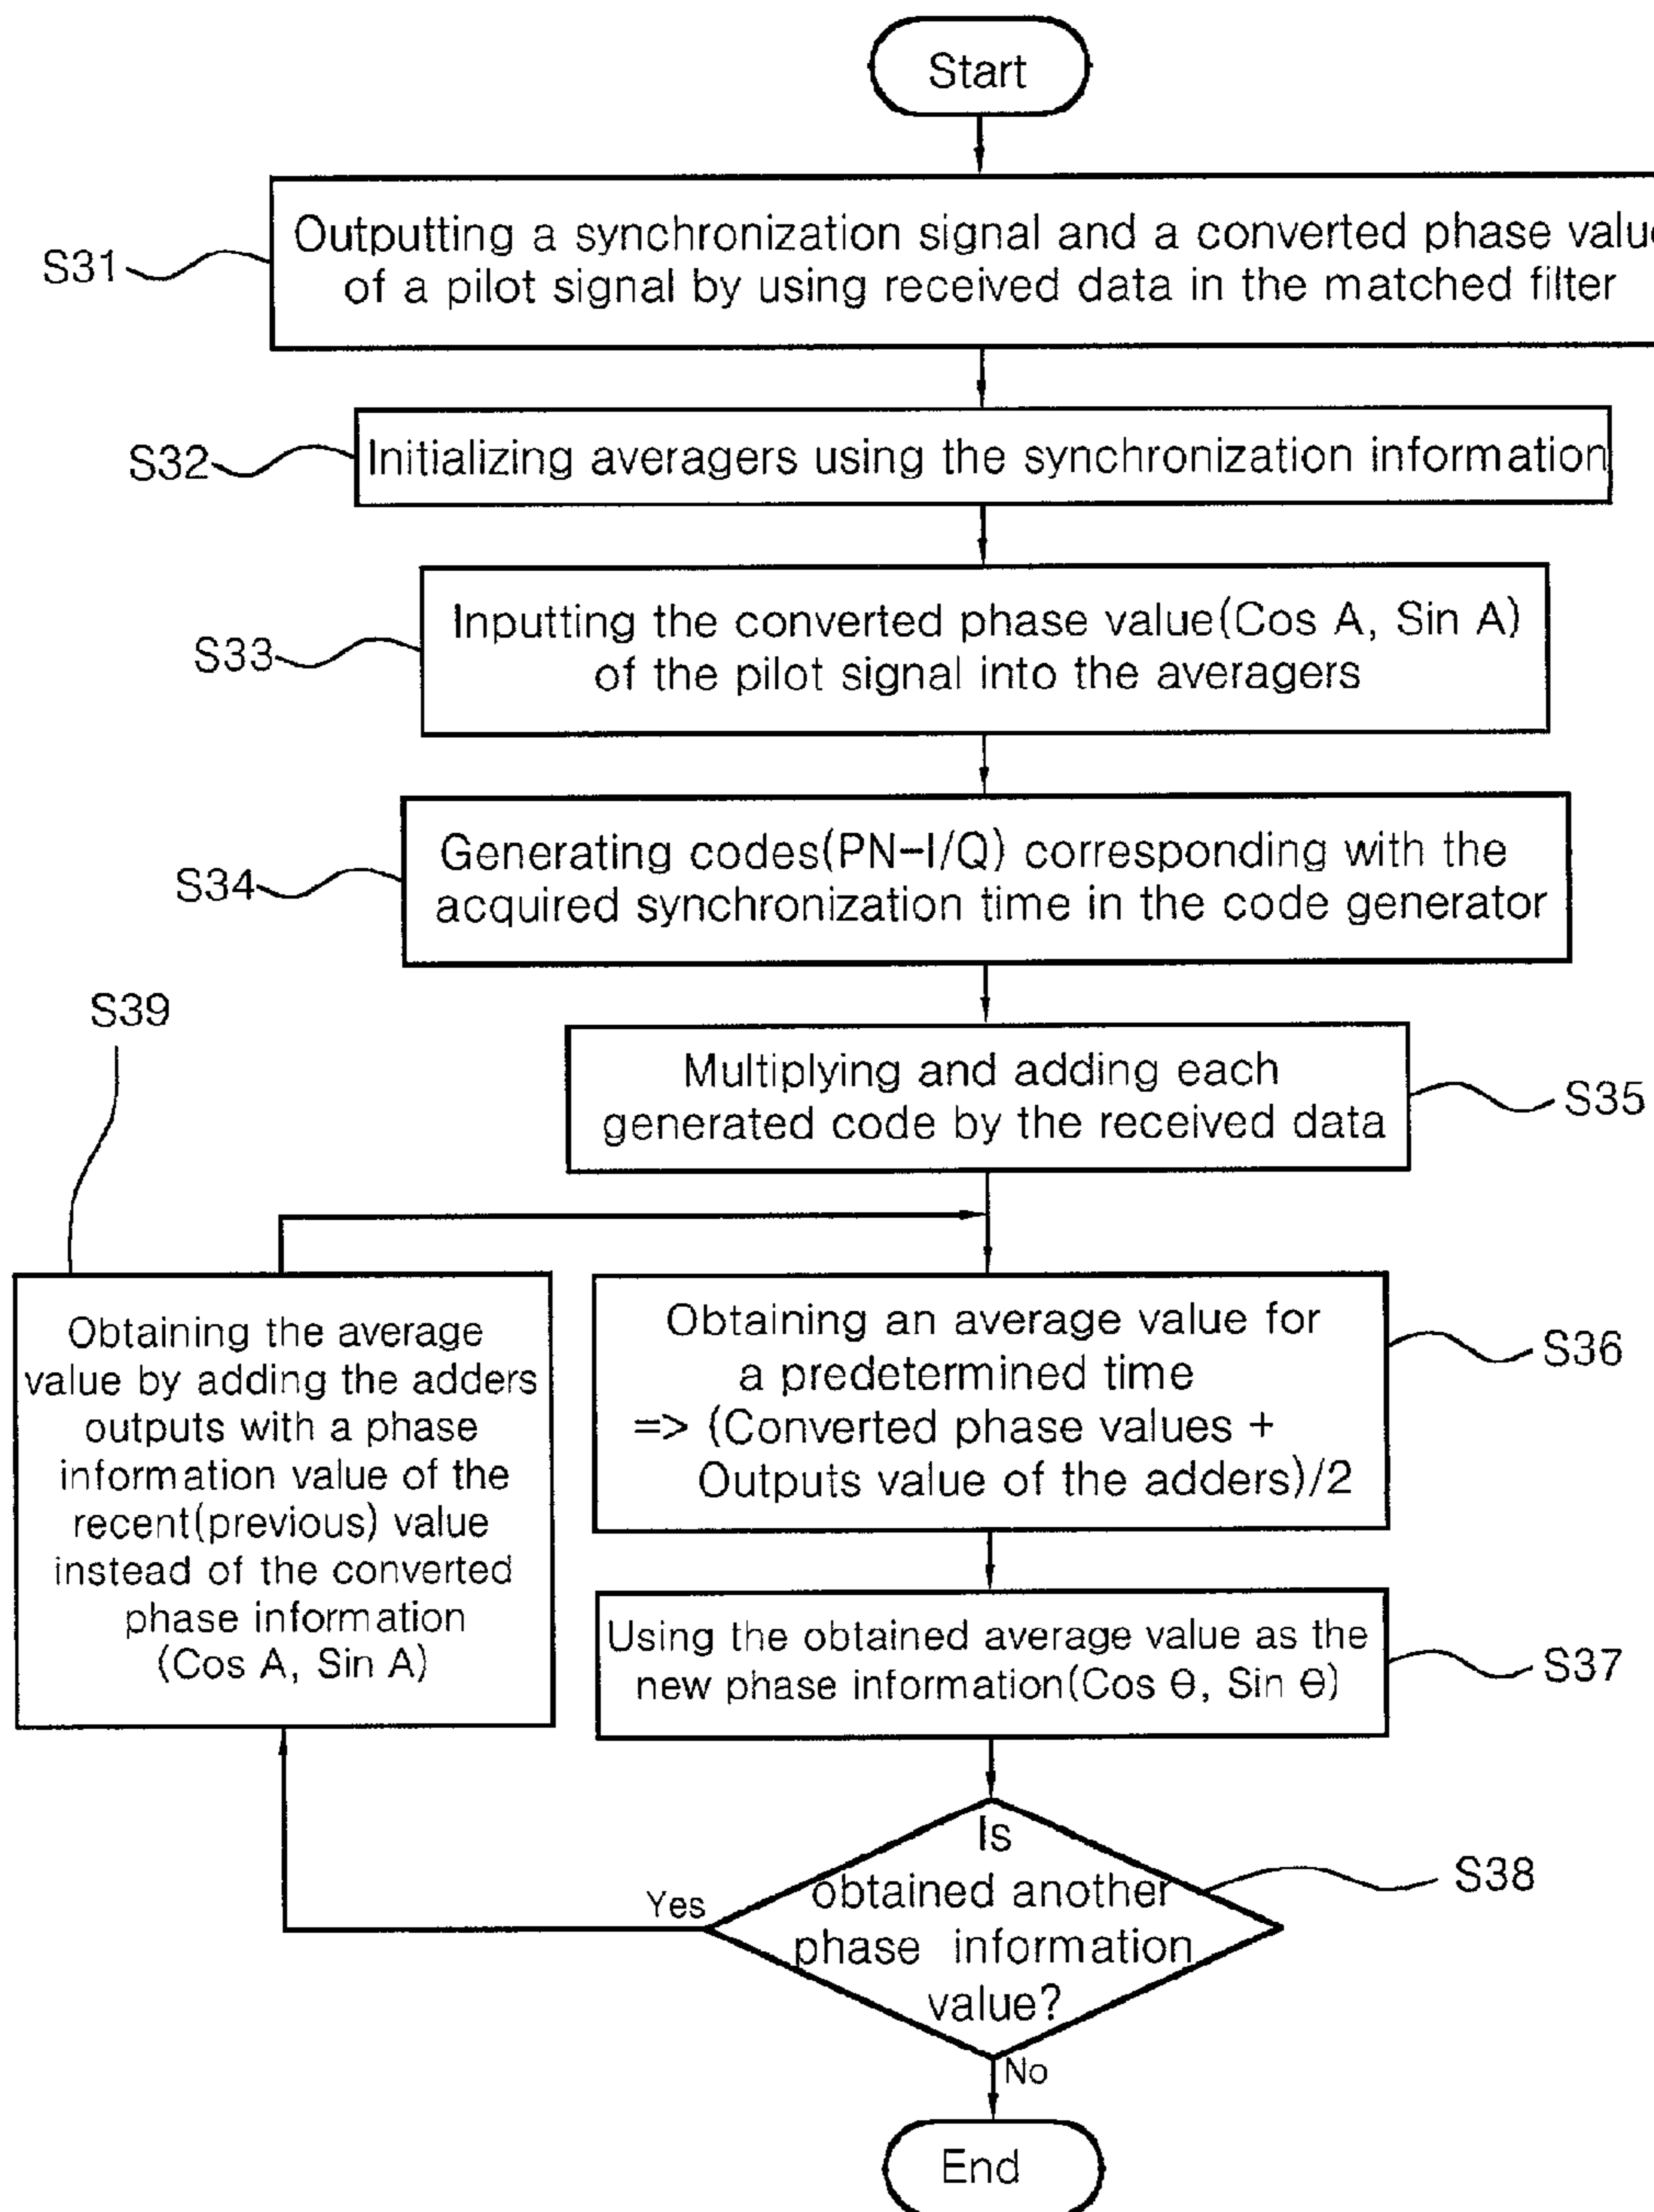 Start
S31
Outputting a synchronization signal and a converted phase value
of a pilot signal by using received data in the matched filter
S32
Initializing averagers using the synchronization information
S33
Inputting the converted phase value(Cos A, Sin A)
of the pilot signal into the averagers
S34
Generating codes(PN-I/Q) corresponding with the
acquired synchronization time in the code generator
S39
Multiplying and adding each
generated code by the received data
S35
Obtaining the average
value by adding the adders
outputs with a phase
information value of the
recent(previous) value
instead of the converted
phase information
(Cos A, Sin A)
Obtaining an average value for
a predetermined time
=> (Converted phase values +
Outputs value of the adders)/2
S36
Using the obtained average value as the
new phase information(Cos Θ, Sin Θ)
S37
Is
obtained another
phase information
value?
S38
Yes
No
End